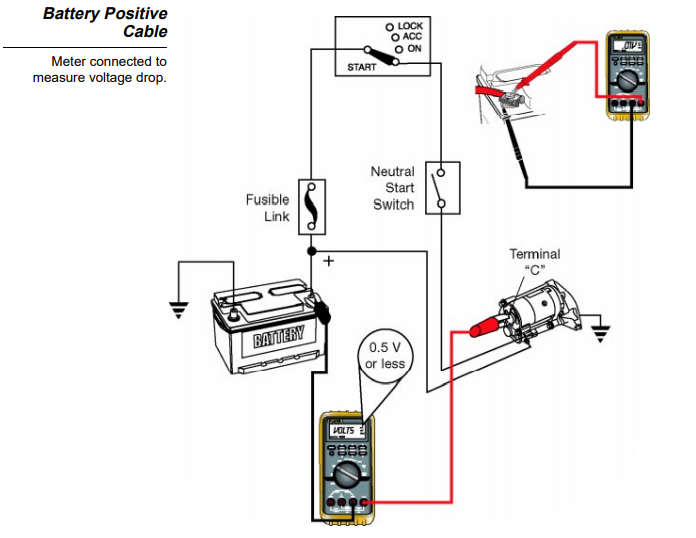 Battery Positive
Cable
Meter connected to
measure voltage drop.
LOCK
ACC
ON
START
.01V
Neutral
Start
Switch
Fusible
Link
+
Terminal
"C"
BATTERY
0.5 V
or less
VOLTS